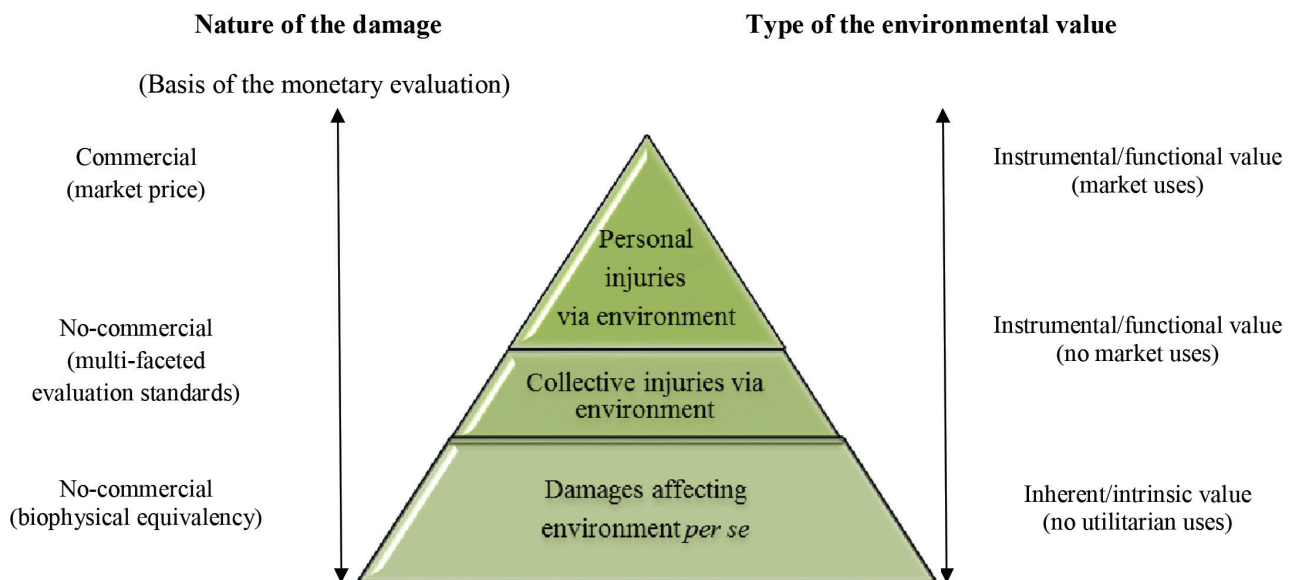 Nature of the damage
Type of the environmental value
(Basis of the monetary evaluation)
Commercial
(market price)
Instrumental/functional value
(market uses)
Personal
injuries
via environment
No-commercial
(multi-faceted
evaluation standards)
Instrumental/functional value
(no market uses)
Collective injuries via
environment
No-commercial
(biophysical equivalency)
Damages affecting
environment per se
Inherent/intrinsic value
(no utilitarian uses)